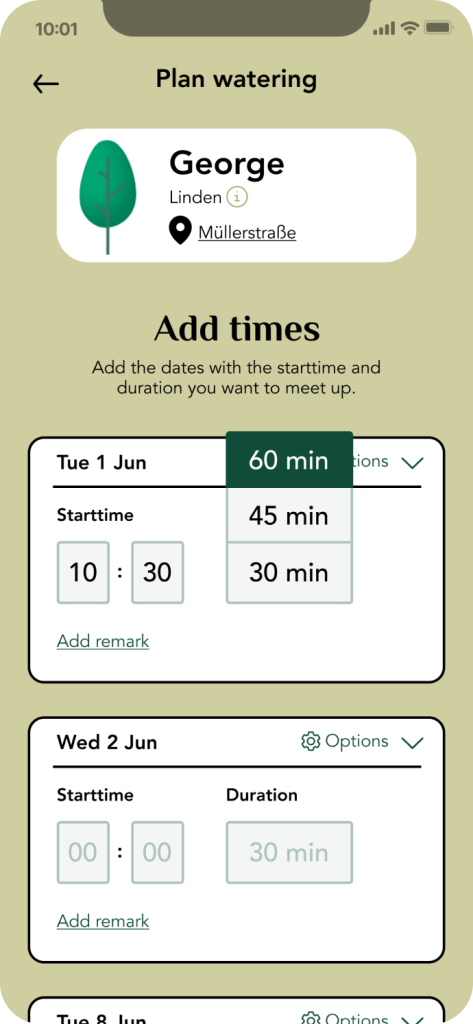 10:01
Plan watering
George
Linden i
Müllerstraße
Add times
Add the dates with the starttime and
duration you want to meet up.
Tue 1 Jun
60 min
tions
Starttime
45 min
10 : 30
30 min
Add remark
Wed 2 Jun
Options
Starttime
Duration
00 : 00
30 min
Add remark
Tue 8 Jun
Options